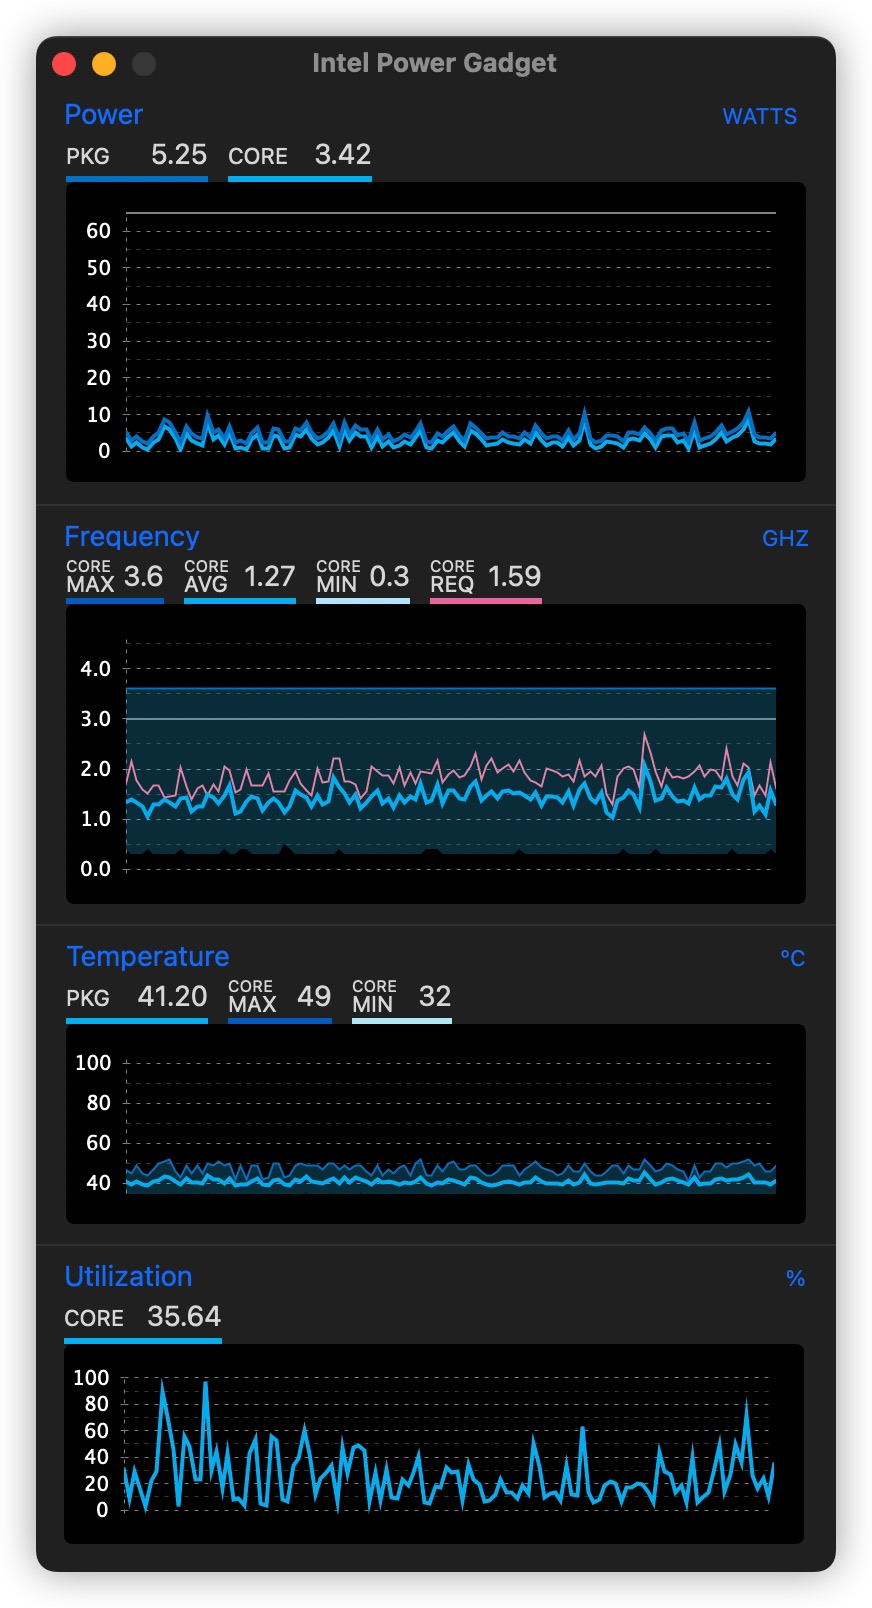 Intel Power Gadget
Power WATTS
PKG 5.25 CORE 3.42
60
50
40
30
20
10
0
Frequency GHZ
CORE MAX 3.6 CORE AVG 1.27 CORE MIN 0.3 CORE REQ 1.59
4.0
3.0
2.0
1.0
0.0
Temperature °C
PKG 41.20 CORE MAX 49 CORE MIN 32
100
80
60
40
Utilization %
CORE 35.64
100
80
60
40
20
0